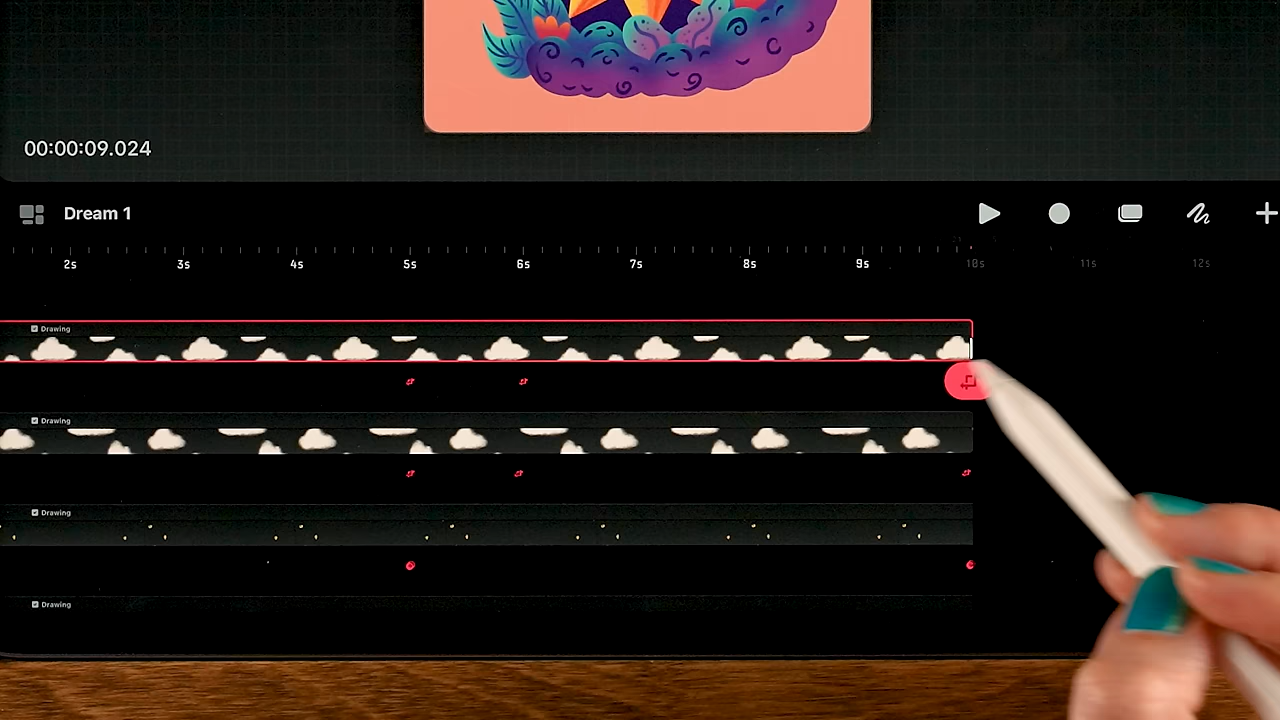 00:00:09.024
Dream 1
2s 3s 4s 5s 6s 7s 8s 9s 10s 11s 12s
Drawing
Drawing
Drawing
Drawing